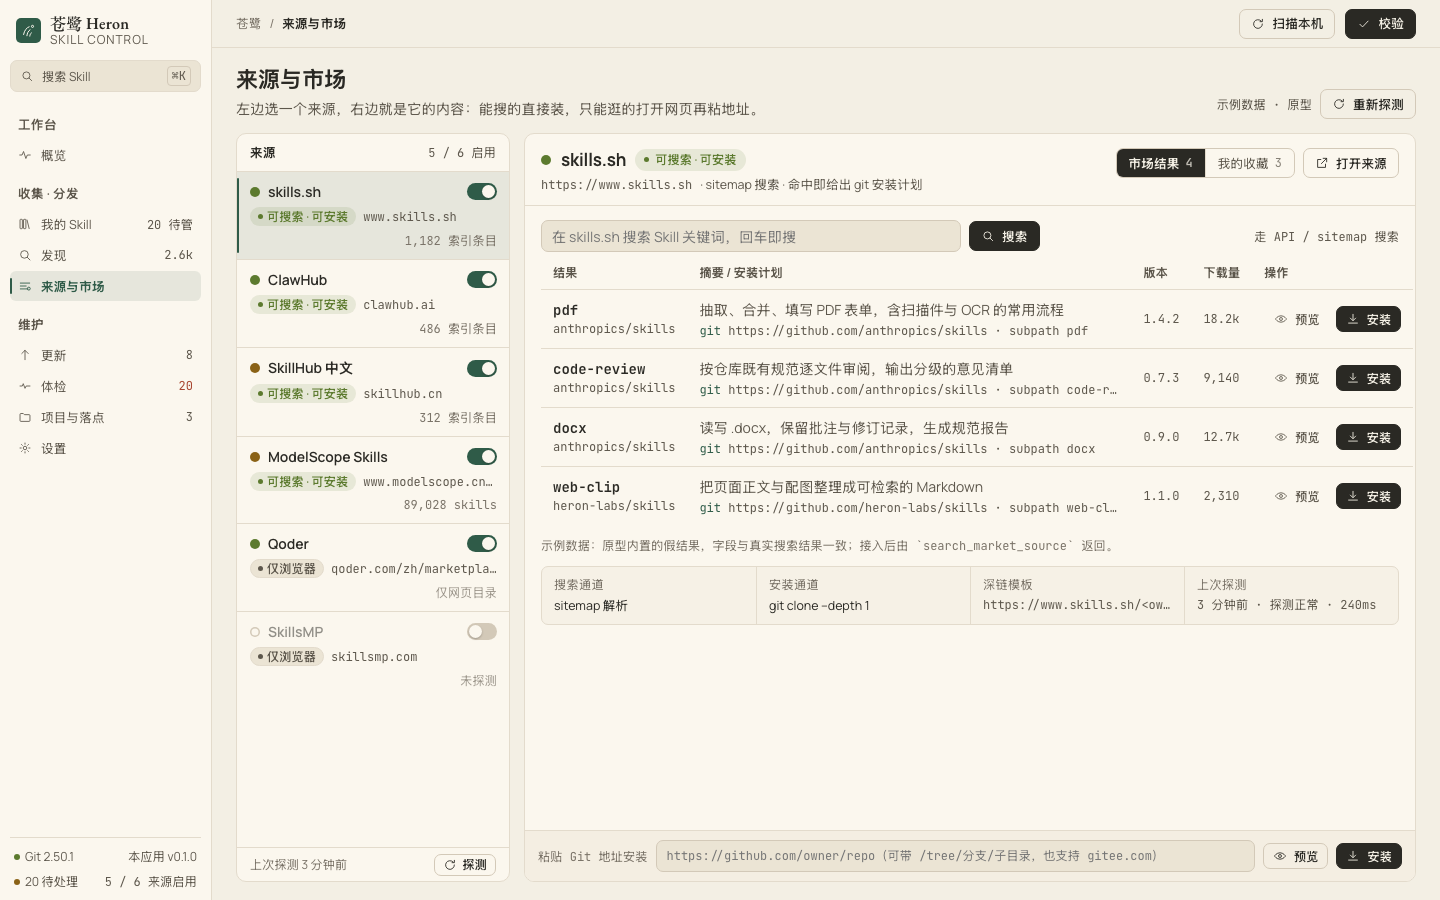 苍鹭 Heron
SKILL CONTROL
搜索 Skill ⌘K
工作台
概览
收集 · 分发
我的 Skill 20 待管
发现 2.6k
来源与市场
维护
更新 8
体检 20
项目与落点 3
设置
Git 2.50.1 本应用 v0.1.0
20 待处理 5 / 6 来源启用
苍鹭 / 来源与市场
扫描本机
校验
来源与市场
左边选一个来源，右边就是它的内容：能搜的直接装，只能逛的打开网页再粘地址。
示例数据 · 原型
重新探测
来源 5 / 6 启用
skills.sh
可搜索 · 可安装 www.skills.sh
1,182 索引条目
ClawHub
可搜索 · 可安装 clawhub.ai
486 索引条目
SkillHub 中文
可搜索 · 可安装 skillhub.cn
312 索引条目
ModelScope Skills
可搜索 · 可安装 www.modelscope.cn…
89,028 skills
Qoder
仅浏览器 qoder.com/zh/marketpla…
仅网页目录
SkillsMP
仅浏览器 skillsmp.com
未探测
上次探测 3 分钟前
探测
skills.sh 可搜索 · 可安装
https://www.skills.sh · sitemap 搜索 · 命中即给出 git 安装计划
市场结果 4
我的收藏 3
打开来源
在 skills.sh 搜索 Skill 关键词，回车即搜
搜索
走 API / sitemap 搜索
结果 摘要 / 安装计划 版本 下载量 操作
pdf 抽取、合并、填写 PDF 表单，含扫描件与 OCR 的常用流程
anthropics/skills git https://github.com/anthropics/skills · subpath pdf
1.4.2 18.2k 预览 安装
code-review 按仓库既有规范逐文件审阅，输出分级的意见清单
anthropics/skills git https://github.com/anthropics/skills · subpath code-r…
0.7.3 9,140 预览 安装
docx 读写 .docx，保留批注与修订记录，生成规范报告
anthropics/skills git https://github.com/anthropics/skills · subpath docx
0.9.0 12.7k 预览 安装
web-clip 把页面正文与配图整理成可检索的 Markdown
heron-labs/skills git https://github.com/heron-labs/skills · subpath web-cl…
1.1.0 2,310 预览 安装
示例数据：原型内置的假结果，字段与真实搜索结果一致；接入后由 `search_market_source` 返回。
搜索通道
sitemap 解析
安装通道
git clone –depth 1
深链模板
https://www.skills.sh/<ow…
上次探测
3 分钟前 · 探测正常 · 240ms
粘贴 Git 地址安装
https://github.com/owner/repo（可带 /tree/分支/子目录，也支持 gitee.com）
预览
安装